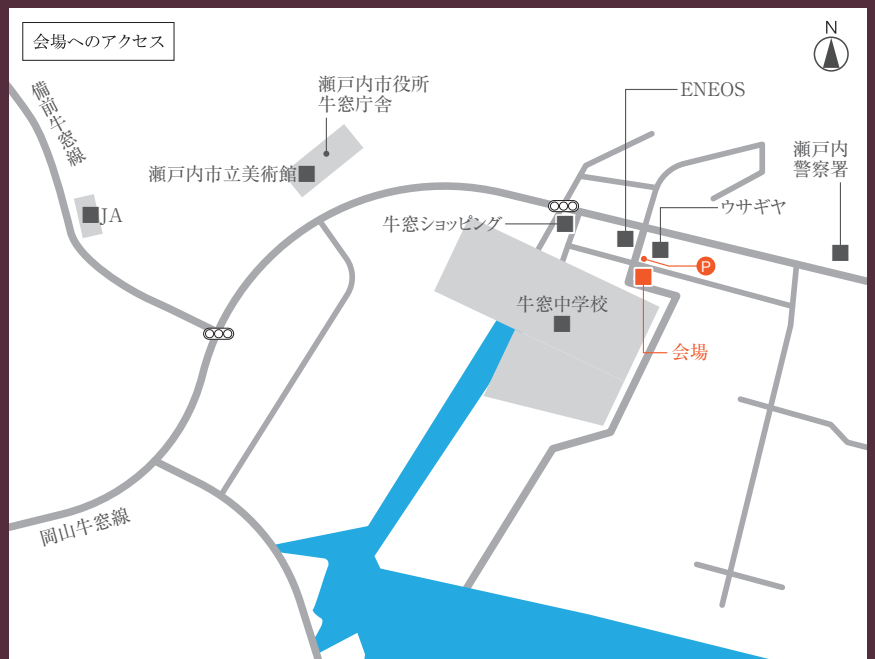 会場へのアクセス
N
備前牛窓線
瀬戸内市役所
牛窓庁舎
ENEOS
瀬戸内
警察署
瀬戸内市立美術館
JA
牛窓ショッピング
ウサギヤ
P
牛窓中学校
会場
岡山牛窓線